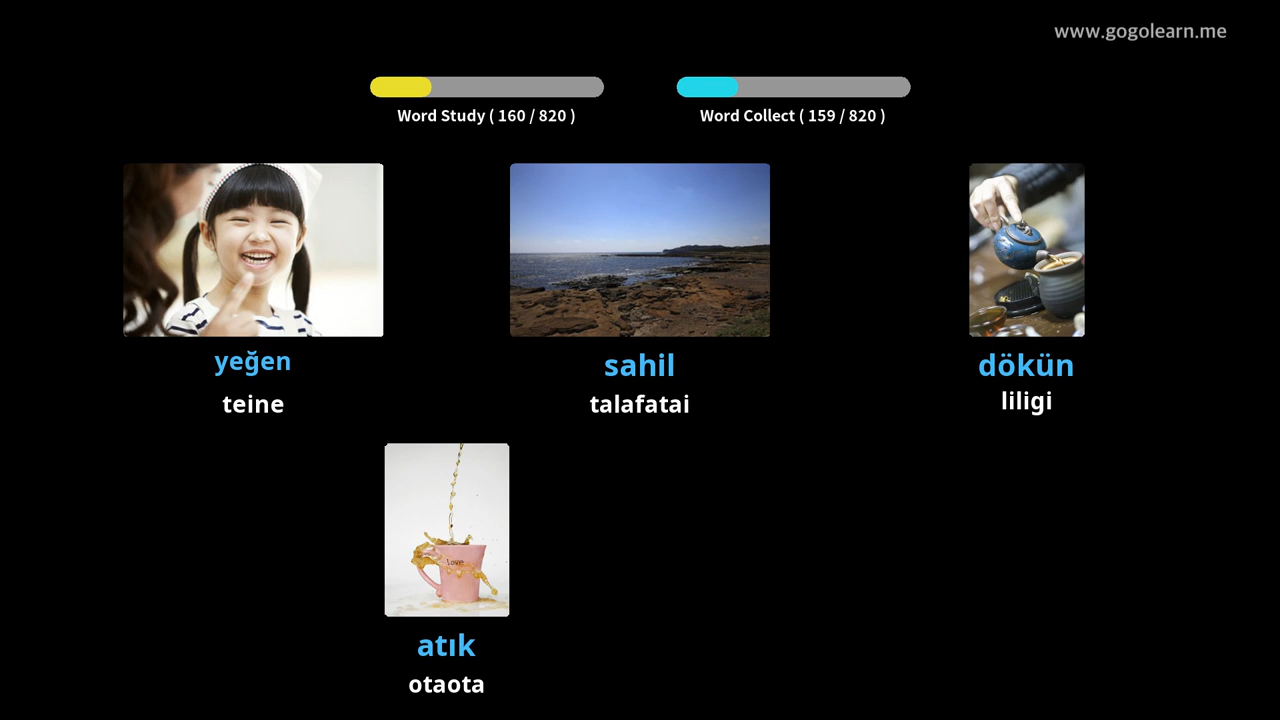 www.gogolearn.me
Word Study ( 160 / 820 )
Word Collect ( 159 / 820 )
yeğen
teine
sahil
talafatai
dökün
liligi
love
atık
otaota